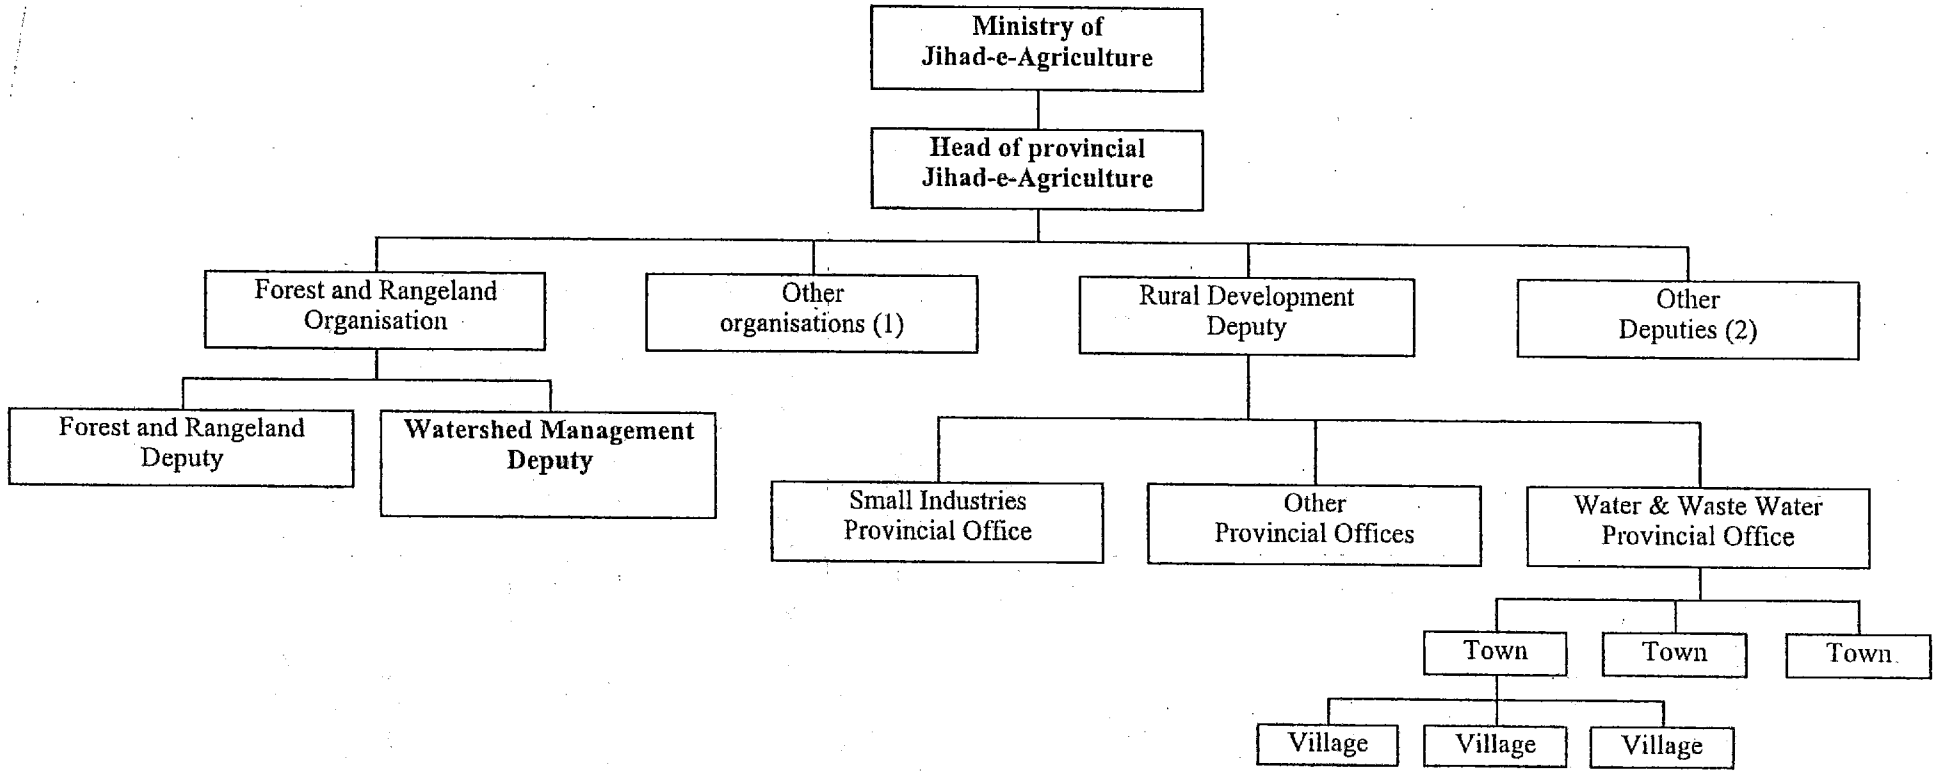 Ministry of
Jihad-e-Agriculture
Head of provincial
Jihad-e-Agriculture
Forest and Rangeland
Organisation
Other
organisations (1)
Rural Development
Deputy
Other
Deputies (2)
Forest and Rangeland
Deputy
Watershed Management
Deputy
Small Industries
Provincial Office
Other
Provincial Offices
Water & Waste Water
Provincial Office
Town
Town
Town
Village
Village
Village